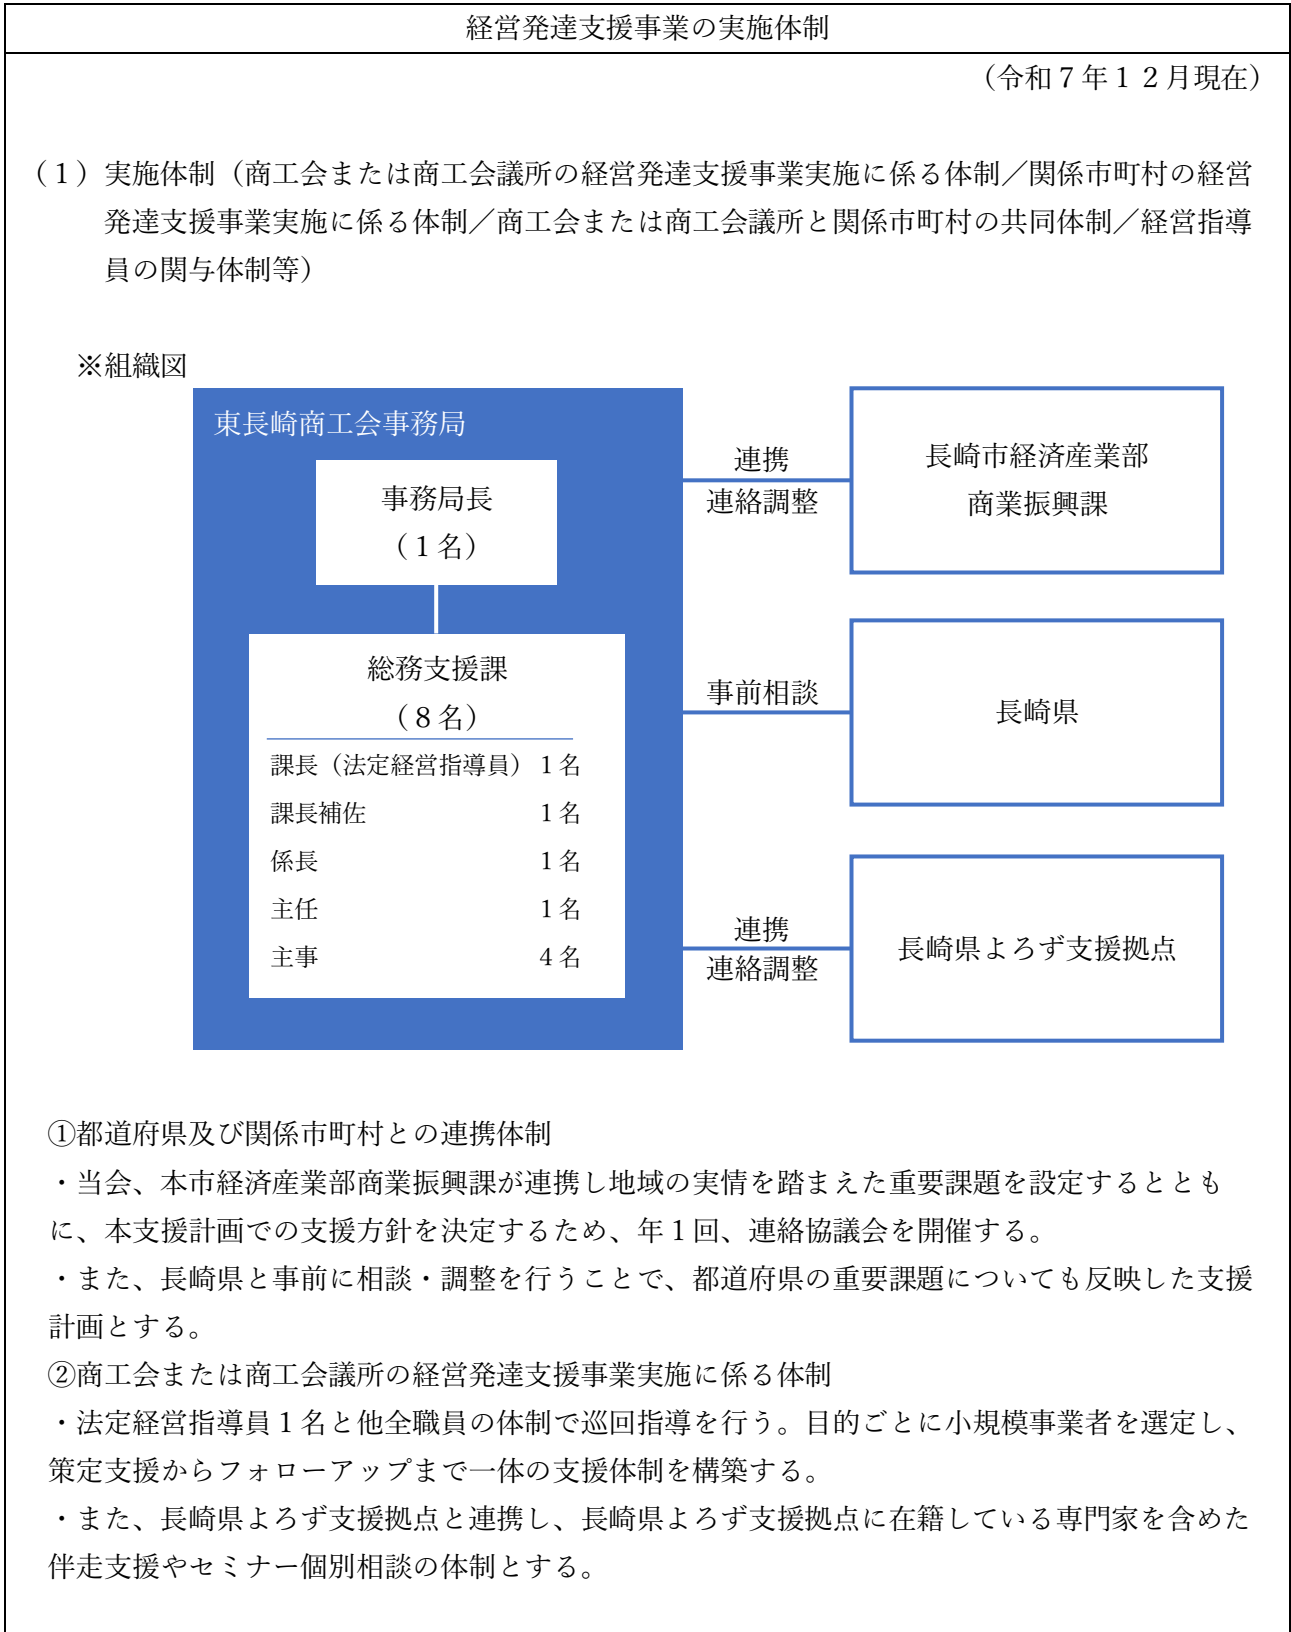 経営発達支援事業の実施体制
（令和７年１２月現在）
（１）実施体制（商工会または商工会議所の経営発達支援事業実施に係る体制／関係市町村の経営
発達支援事業実施に係る体制／商工会または商工会議所と関係市町村の共同体制／経営指導
員の関与体制等）
※組織図
東長崎商工会事務局
事務局長
（１名）
総務支援課
（８名）
課長（法定経営指導員）１名
課長補佐 １名
係長 １名
主任 １名
主事 ４名
連携
連絡調整
長崎市経済産業部
商業振興課
事前相談
長崎県
連携
連絡調整
長崎県よろず支援拠点
①都道府県及び関係市町村との連携体制
・当会、本市経済産業部商業振興課が連携し地域の実情を踏まえた重要課題を設定するととも
に、本支援計画での支援方針を決定するため、年１回、連絡協議会を開催する。
・また、長崎県と事前に相談・調整を行うことで、都道府県の重要課題についても反映した支援
計画とする。
②商工会または商工会議所の経営発達支援事業実施に係る体制
・法定経営指導員１名と他全職員の体制で巡回指導を行う。目的ごとに小規模事業者を選定し、
策定支援からフォローアップまで一体の支援体制を構築する。
・また、長崎県よろず支援拠点と連携し、長崎県よろず支援拠点に在籍している専門家を含めた
伴走支援やセミナー個別相談の体制とする。